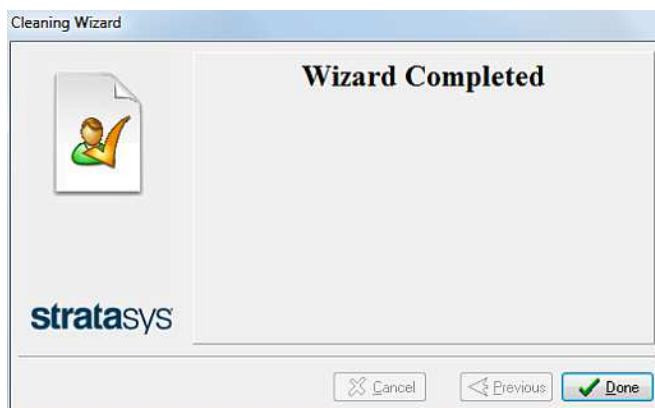 Cleaning Wizard
Wizard Completed
stratasys
Cancel
Previous
Done